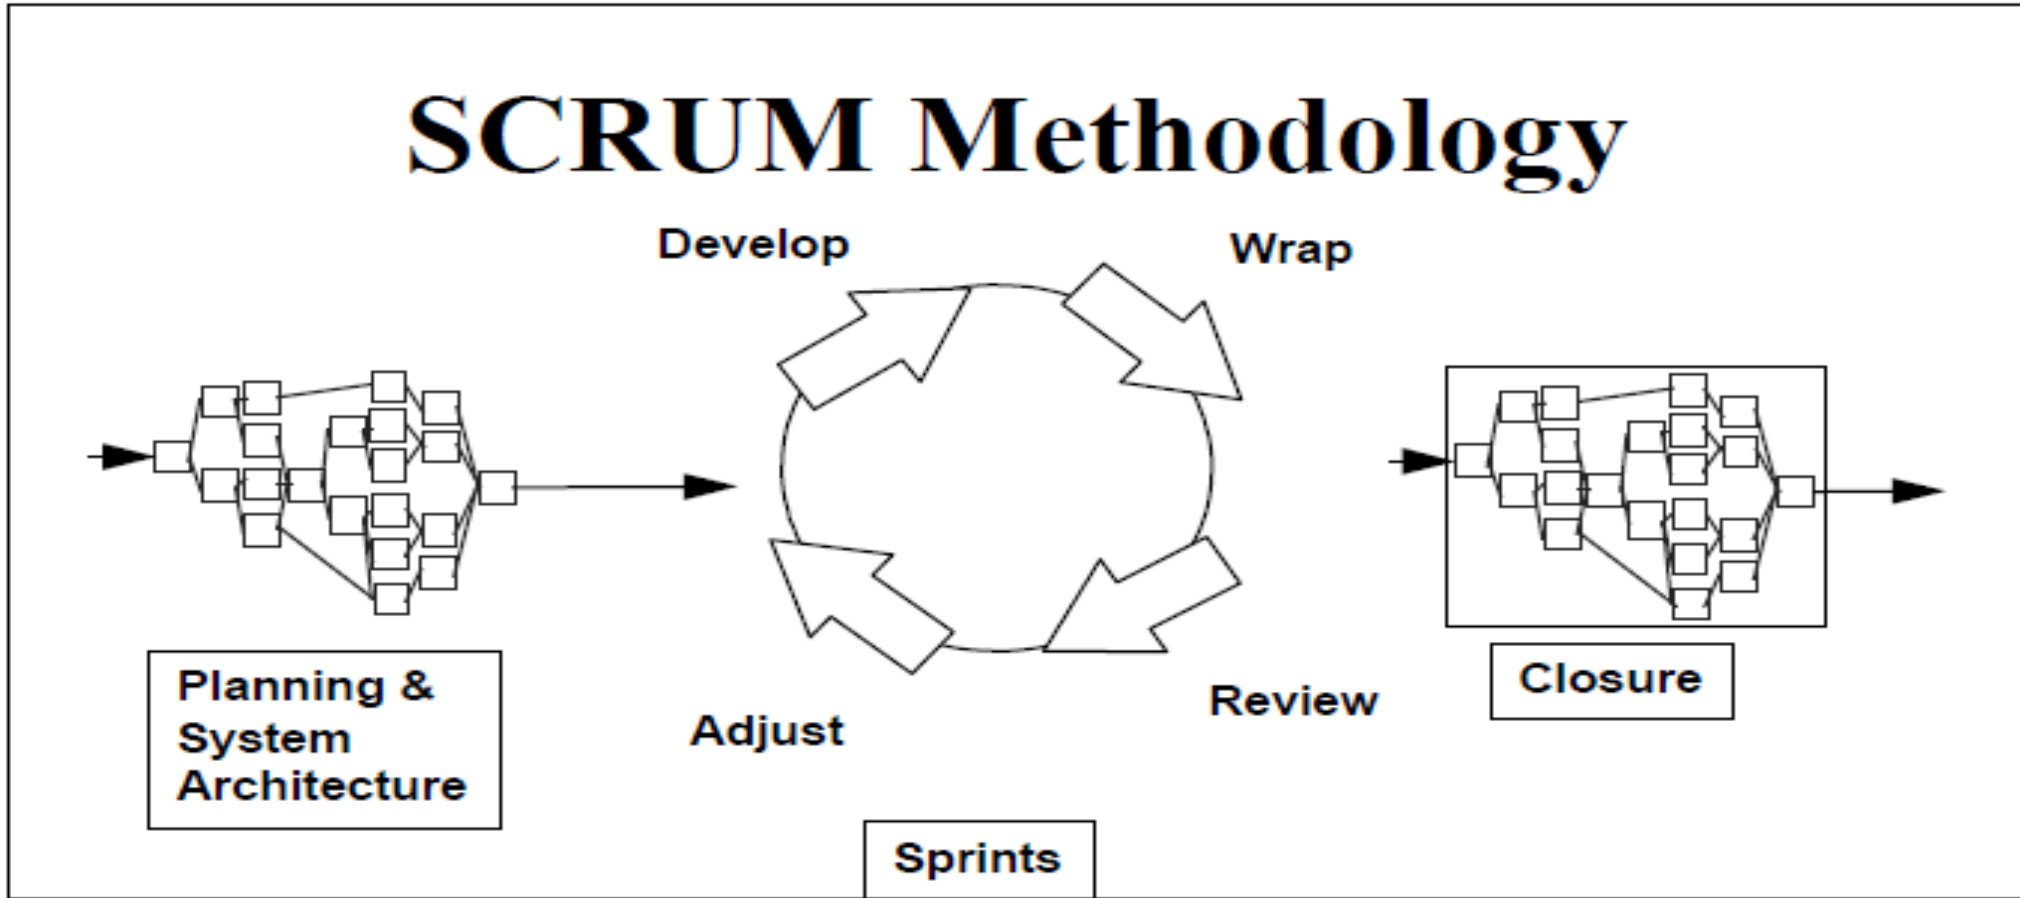 SCRUM Methodology
Develop
Wrap
Planning &
System
Architecture
Adjust
Review
Closure
Sprints